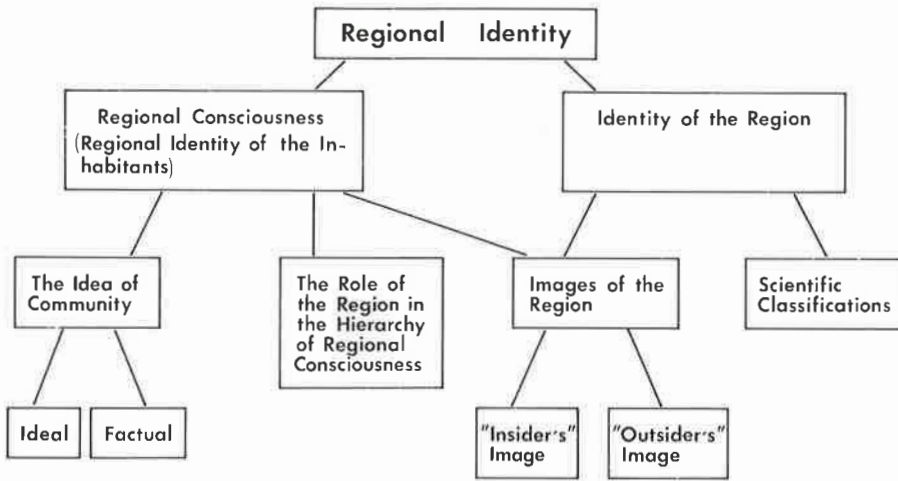 Regional Identity
Regional Consciousness
(Regional Identity of the In-
habitants)
Identity of the Region
The Idea of
Community
The Role of
the Region in
the Hierarchy
of Regional
Consciousness
Images of the
Region
Scientific
Classifications
Ideal
Factual
"Insider's"
Image
"Outsider's"
Image